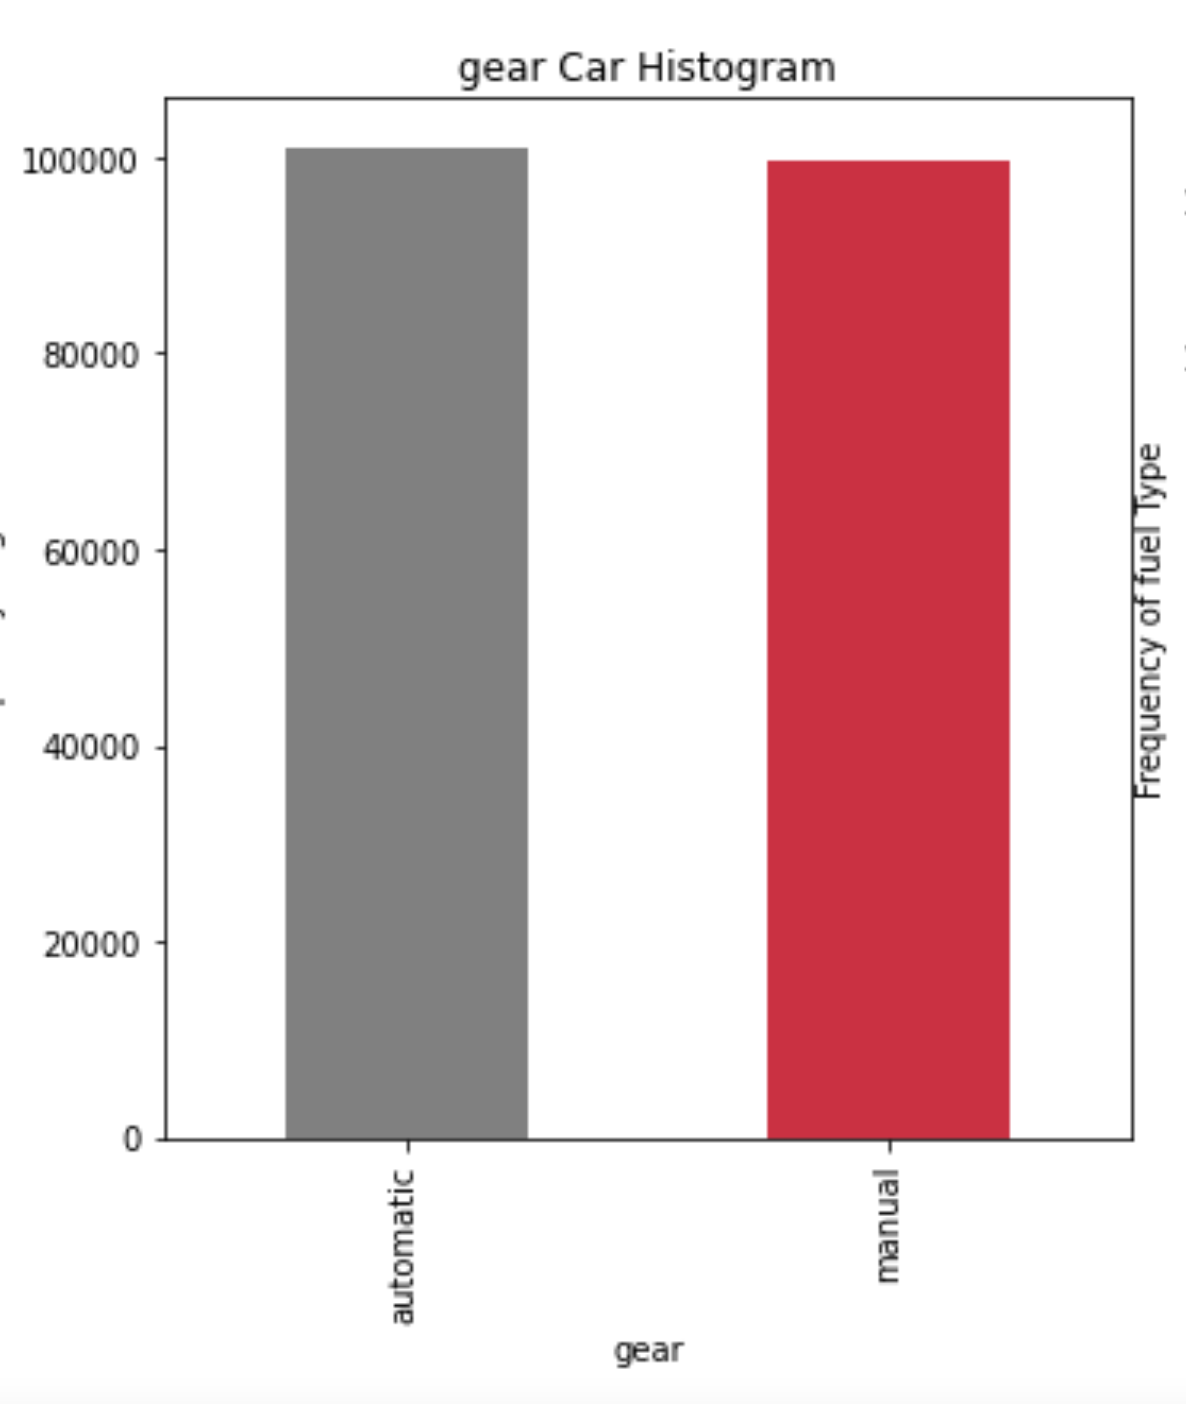 gear Car Histogram
100000
80000
60000
40000
20000
0
automatic
manual
gear
Frequency of fuel Type